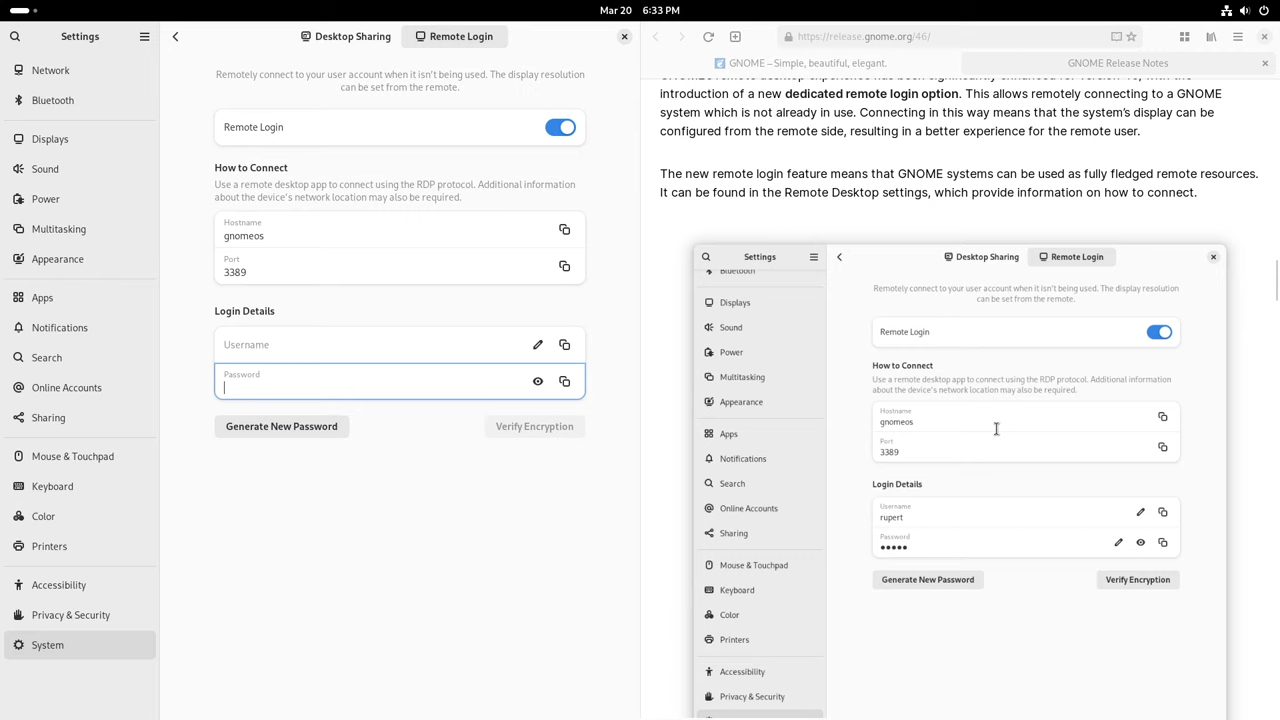 Mar 20 6:33 PM
Settings
Network
Bluetooth
Displays
Sound
Power
Multitasking
Appearance
Apps
Notifications
Search
Online Accounts
Sharing
Mouse & Touchpad
Keyboard
Color
Printers
Accessibility
Privacy & Security
System
Desktop Sharing
Remote Login
Remotely connect to your user account when it isn't being used. The display resolution
can be set from the remote.
Remote Login
How to Connect
Use a remote desktop app to connect using the RDP protocol. Additional information
about the device's network location may also be required.
Hostname
gnomeos
Port
3389
Login Details
Username
Password
Generate New Password
Verify Encryption
https://release.gnome.org/46/
GNOME – Simple, beautiful, elegant.
GNOME Release Notes
introduction of a new dedicated remote login option. This allows remotely connecting to a GNOME
system which is not already in use. Connecting in this way means that the system's display can be
configured from the remote side, resulting in a better experience for the remote user.
The new remote login feature means that GNOME systems can be used as fully fledged remote resources.
It can be found in the Remote Desktop settings, which provide information on how to connect.
Settings
Bluetooth
Displays
Sound
Power
Multitasking
Appearance
Apps
Notifications
Search
Online Accounts
Sharing
Mouse & Touchpad
Keyboard
Color
Printers
Accessibility
Privacy & Security
Desktop Sharing
Remote Login
Remotely connect to your user account when it isn't being used. The display resolution
can be set from the remote.
Remote Login
How to Connect
Use a remote desktop app to connect using the RDP protocol. Additional information
about the device's network location may also be required.
Hostname
gnomeos
Port
3389
Login Details
Username
rupert
Password
●●●●●
Generate New Password
Verify Encryption